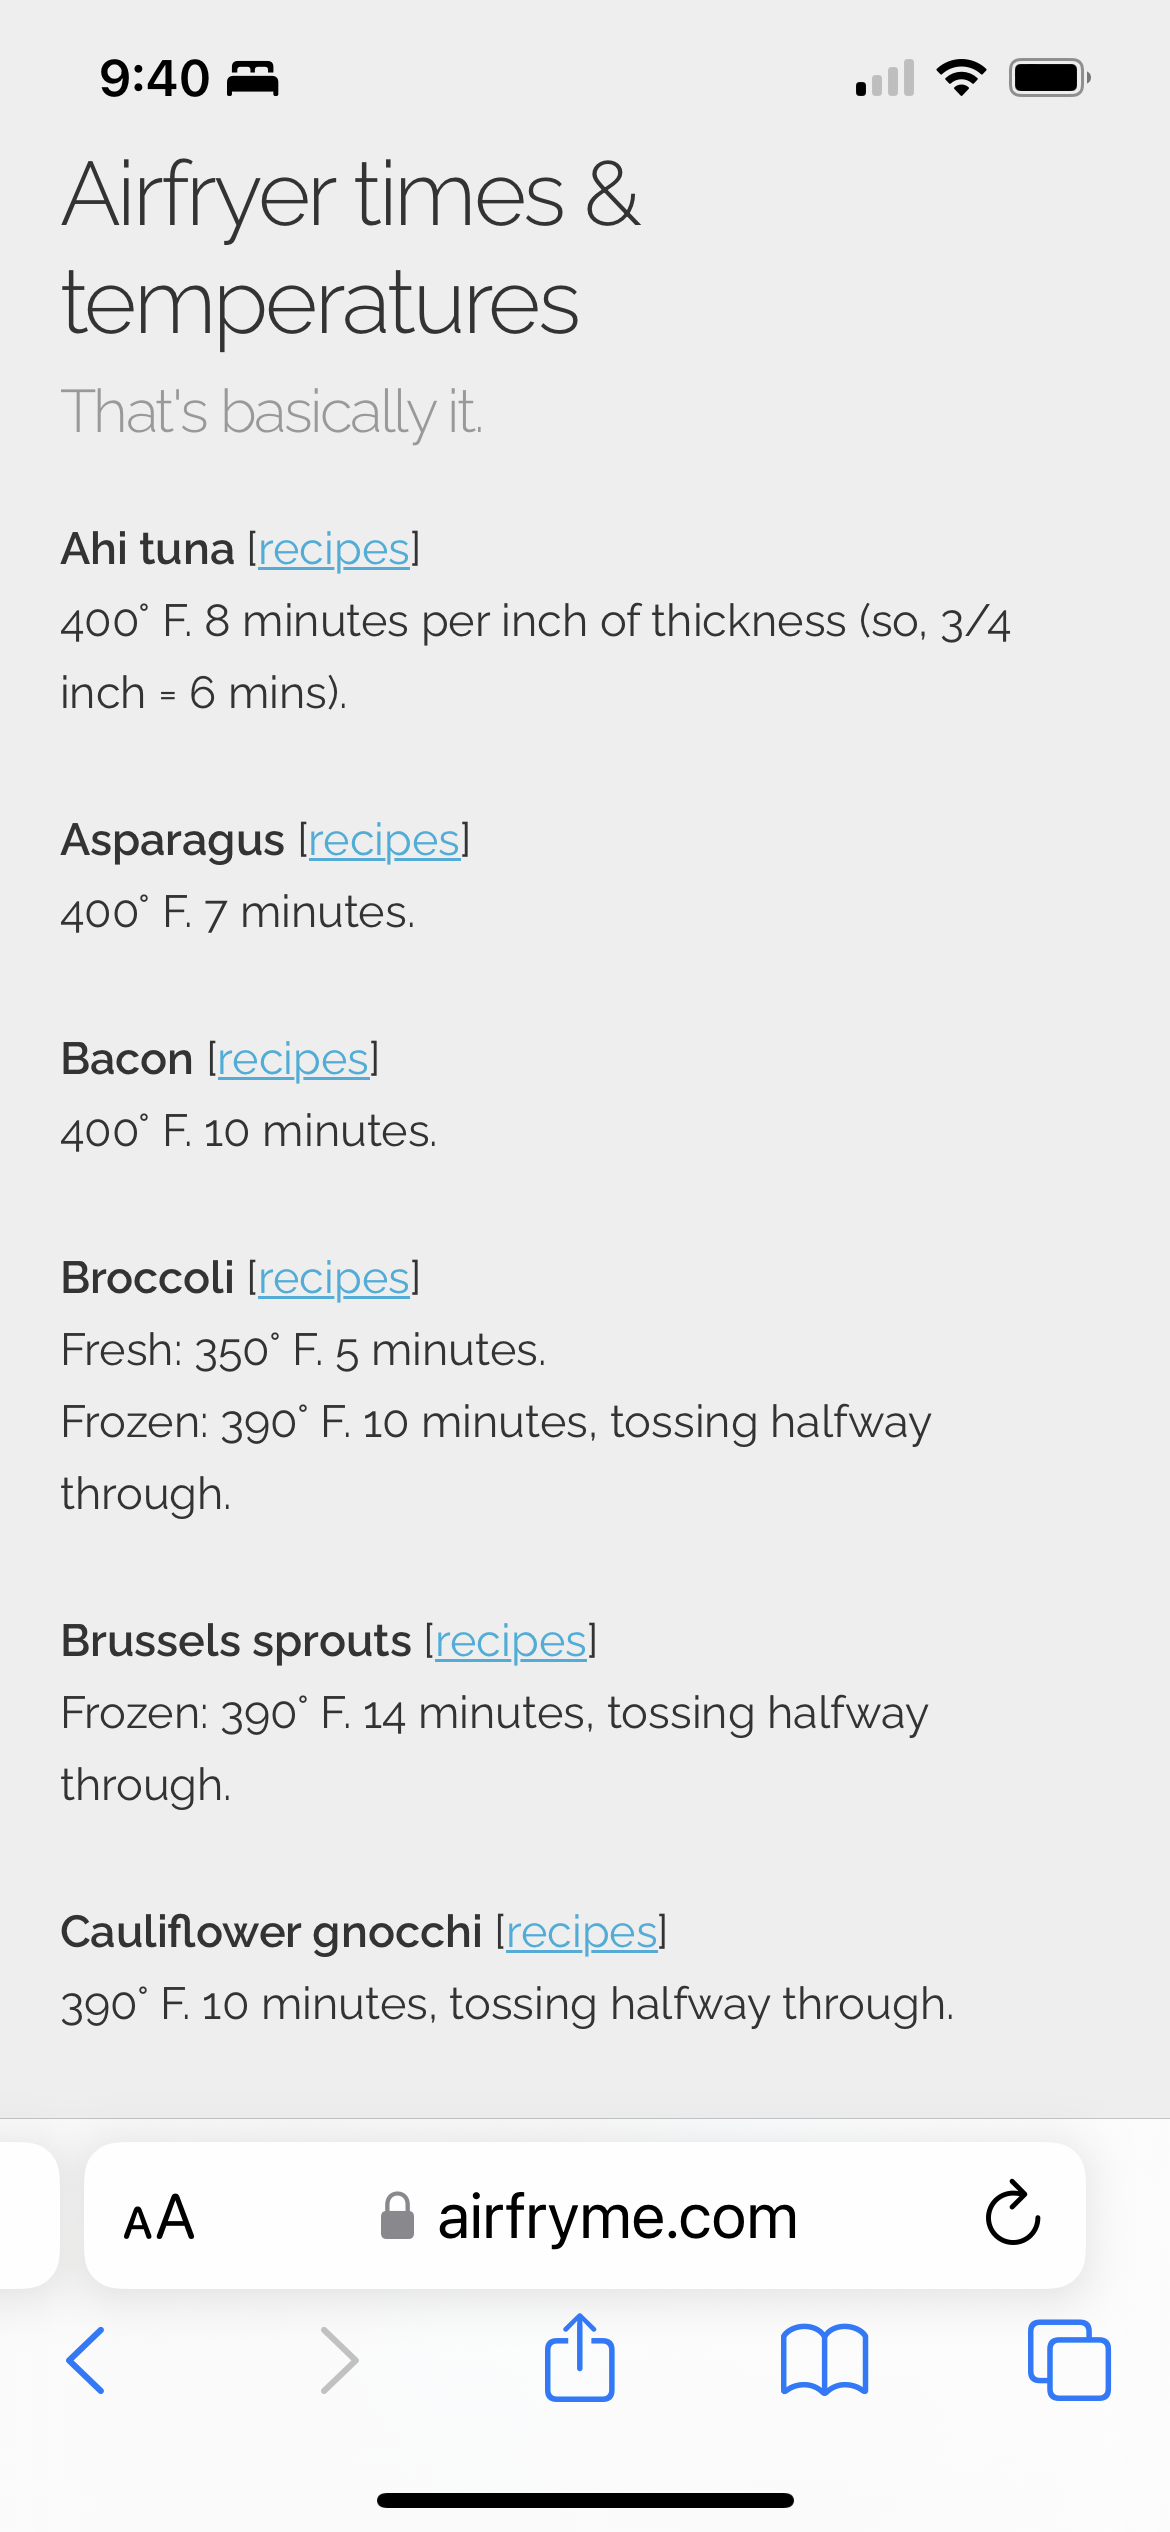 9:40
Airfryer times &
temperatures
That's basically it.
Ahi tuna [recipes]
400° F. 8 minutes per inch of thickness (so, 3/4
inch = 6 mins).
Asparagus [recipes]
400° F. 7 minutes.
Bacon [recipes]
400° F. 10 minutes.
Broccoli [recipes]
Fresh: 350° F. 5 minutes.
Frozen: 390° F. 10 minutes, tossing halfway
through.
Brussels sprouts [recipes]
Frozen: 390° F. 14 minutes, tossing halfway
through.
Cauliflower gnocchi [recipes]
390° F. 10 minutes, tossing halfway through.
AA airfryme.com